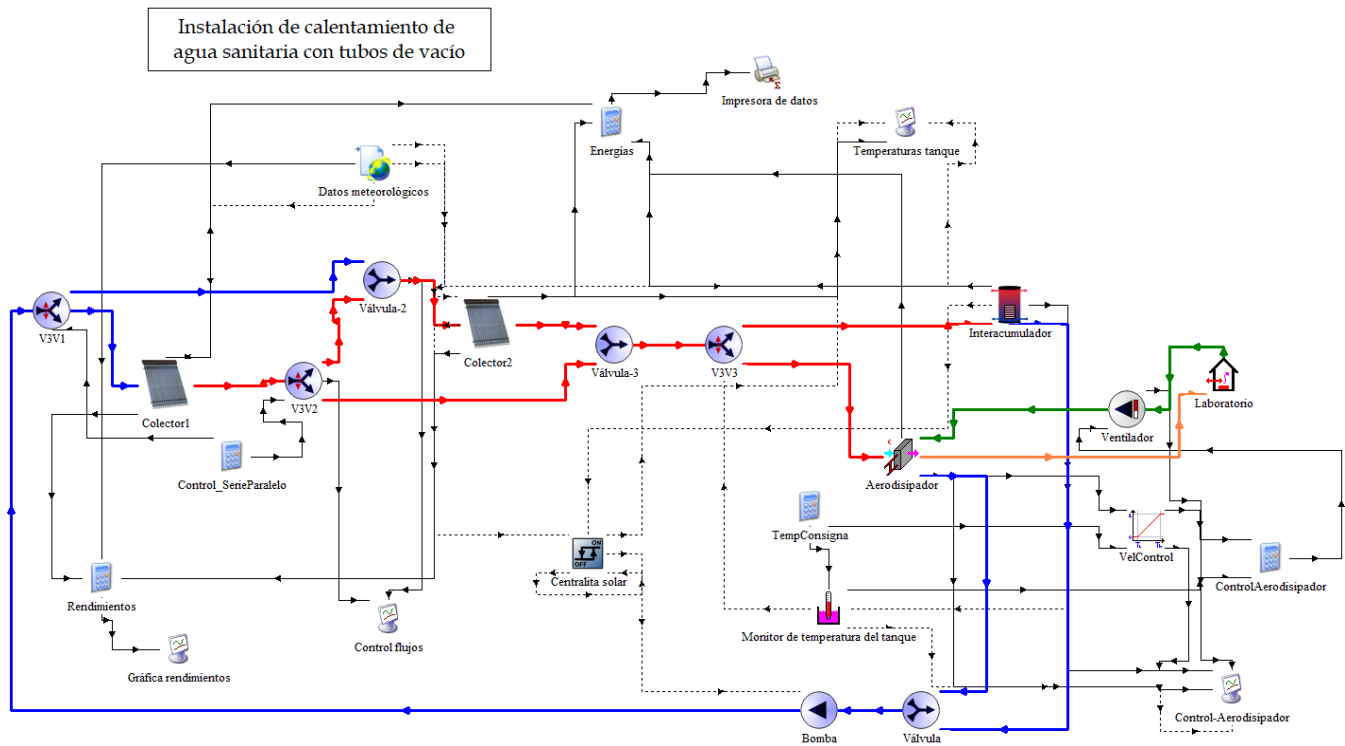 Instalación de calentamiento de
agua sanitaria con tubos de vacío
Impresora de datos
Energías
Temperaturas tanque
Datos meteorológicos
Válvula-2
V3V1
Interacumulador
Colector2
Válvula-3
V3V3
V3V2
Laboratorio
Colector1
Ventilador
Control_SerieParalelo
Aerodisipador
TempConsigna
VelControl
Centralita solar
ON
OFF
ControlAerodisipador
Rendimientos
Monitor de temperatura del tanque
Control flujos
Gráfica rendimientos
Control-Aerodisipador
Bomba
Válvula